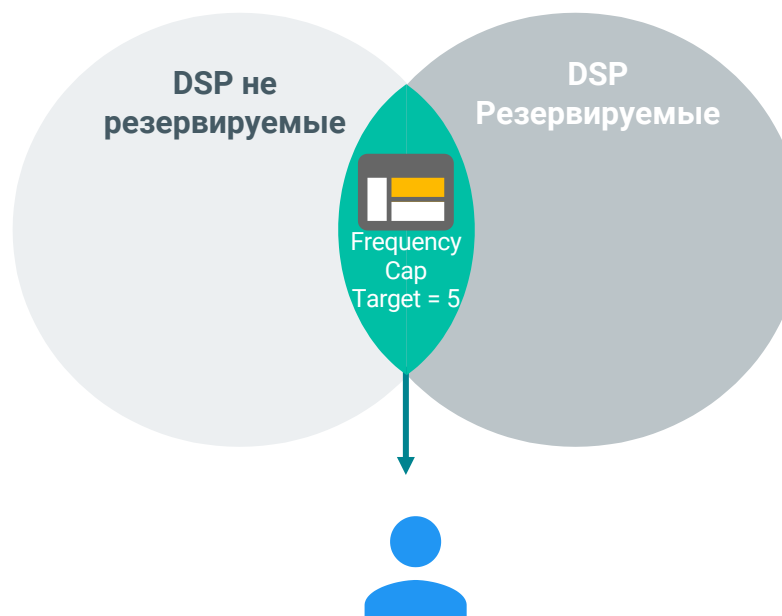 DSP не
резервируемые
DSP
Резервируемые
Frequency
Cap
Target = 5